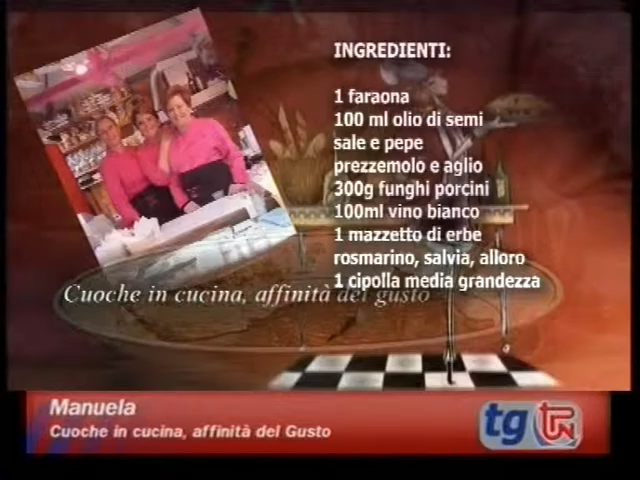 INGREDIENTI:
1 faraona
100 ml olio di semi
sale e pepe
prezzemolo e aglio
300g funghi porcini
100ml vino bianco
1 mazzetto di erbe
rosmarino, salvia, alloro
1 cipolla media grandezza
Cuoche in cucina, affinità del gusto
Manuela
Cuoche in cucina, affinità del Gusto
tg TPN